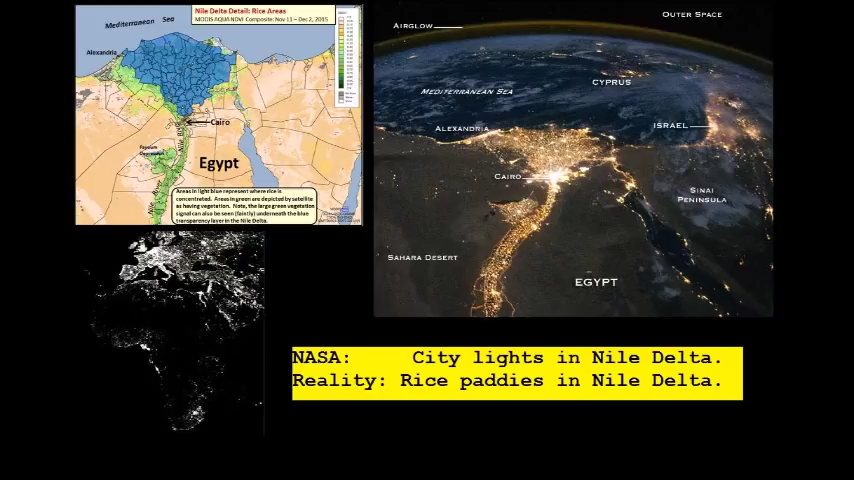 Nile Delta Detail: Rice Areas
MODIS AQUA NDVI Composite: Nov 11 – Dec 2, 2015
Mediterranean Sea
Alexandria
Cairo
Nile
Egypt
Areas in light blue represent where rice is
concentrated. Areas in green are depicted by satellite
as having vegetation. Note, the large green vegetation
signal can also be seen (faintly) underneath the blue
transparency layer in the Nile Delta.
OUTER SPACE
AIRGLOW
CYPRUS
MEDITERRANEAN SEA
ALEXANDRIA
ISRAEL
CAIRO
SINAI
PENINSULA
SAHARA DESERT
EGYPT
NASA: City lights in Nile Delta.
Reality: Rice paddies in Nile Delta.